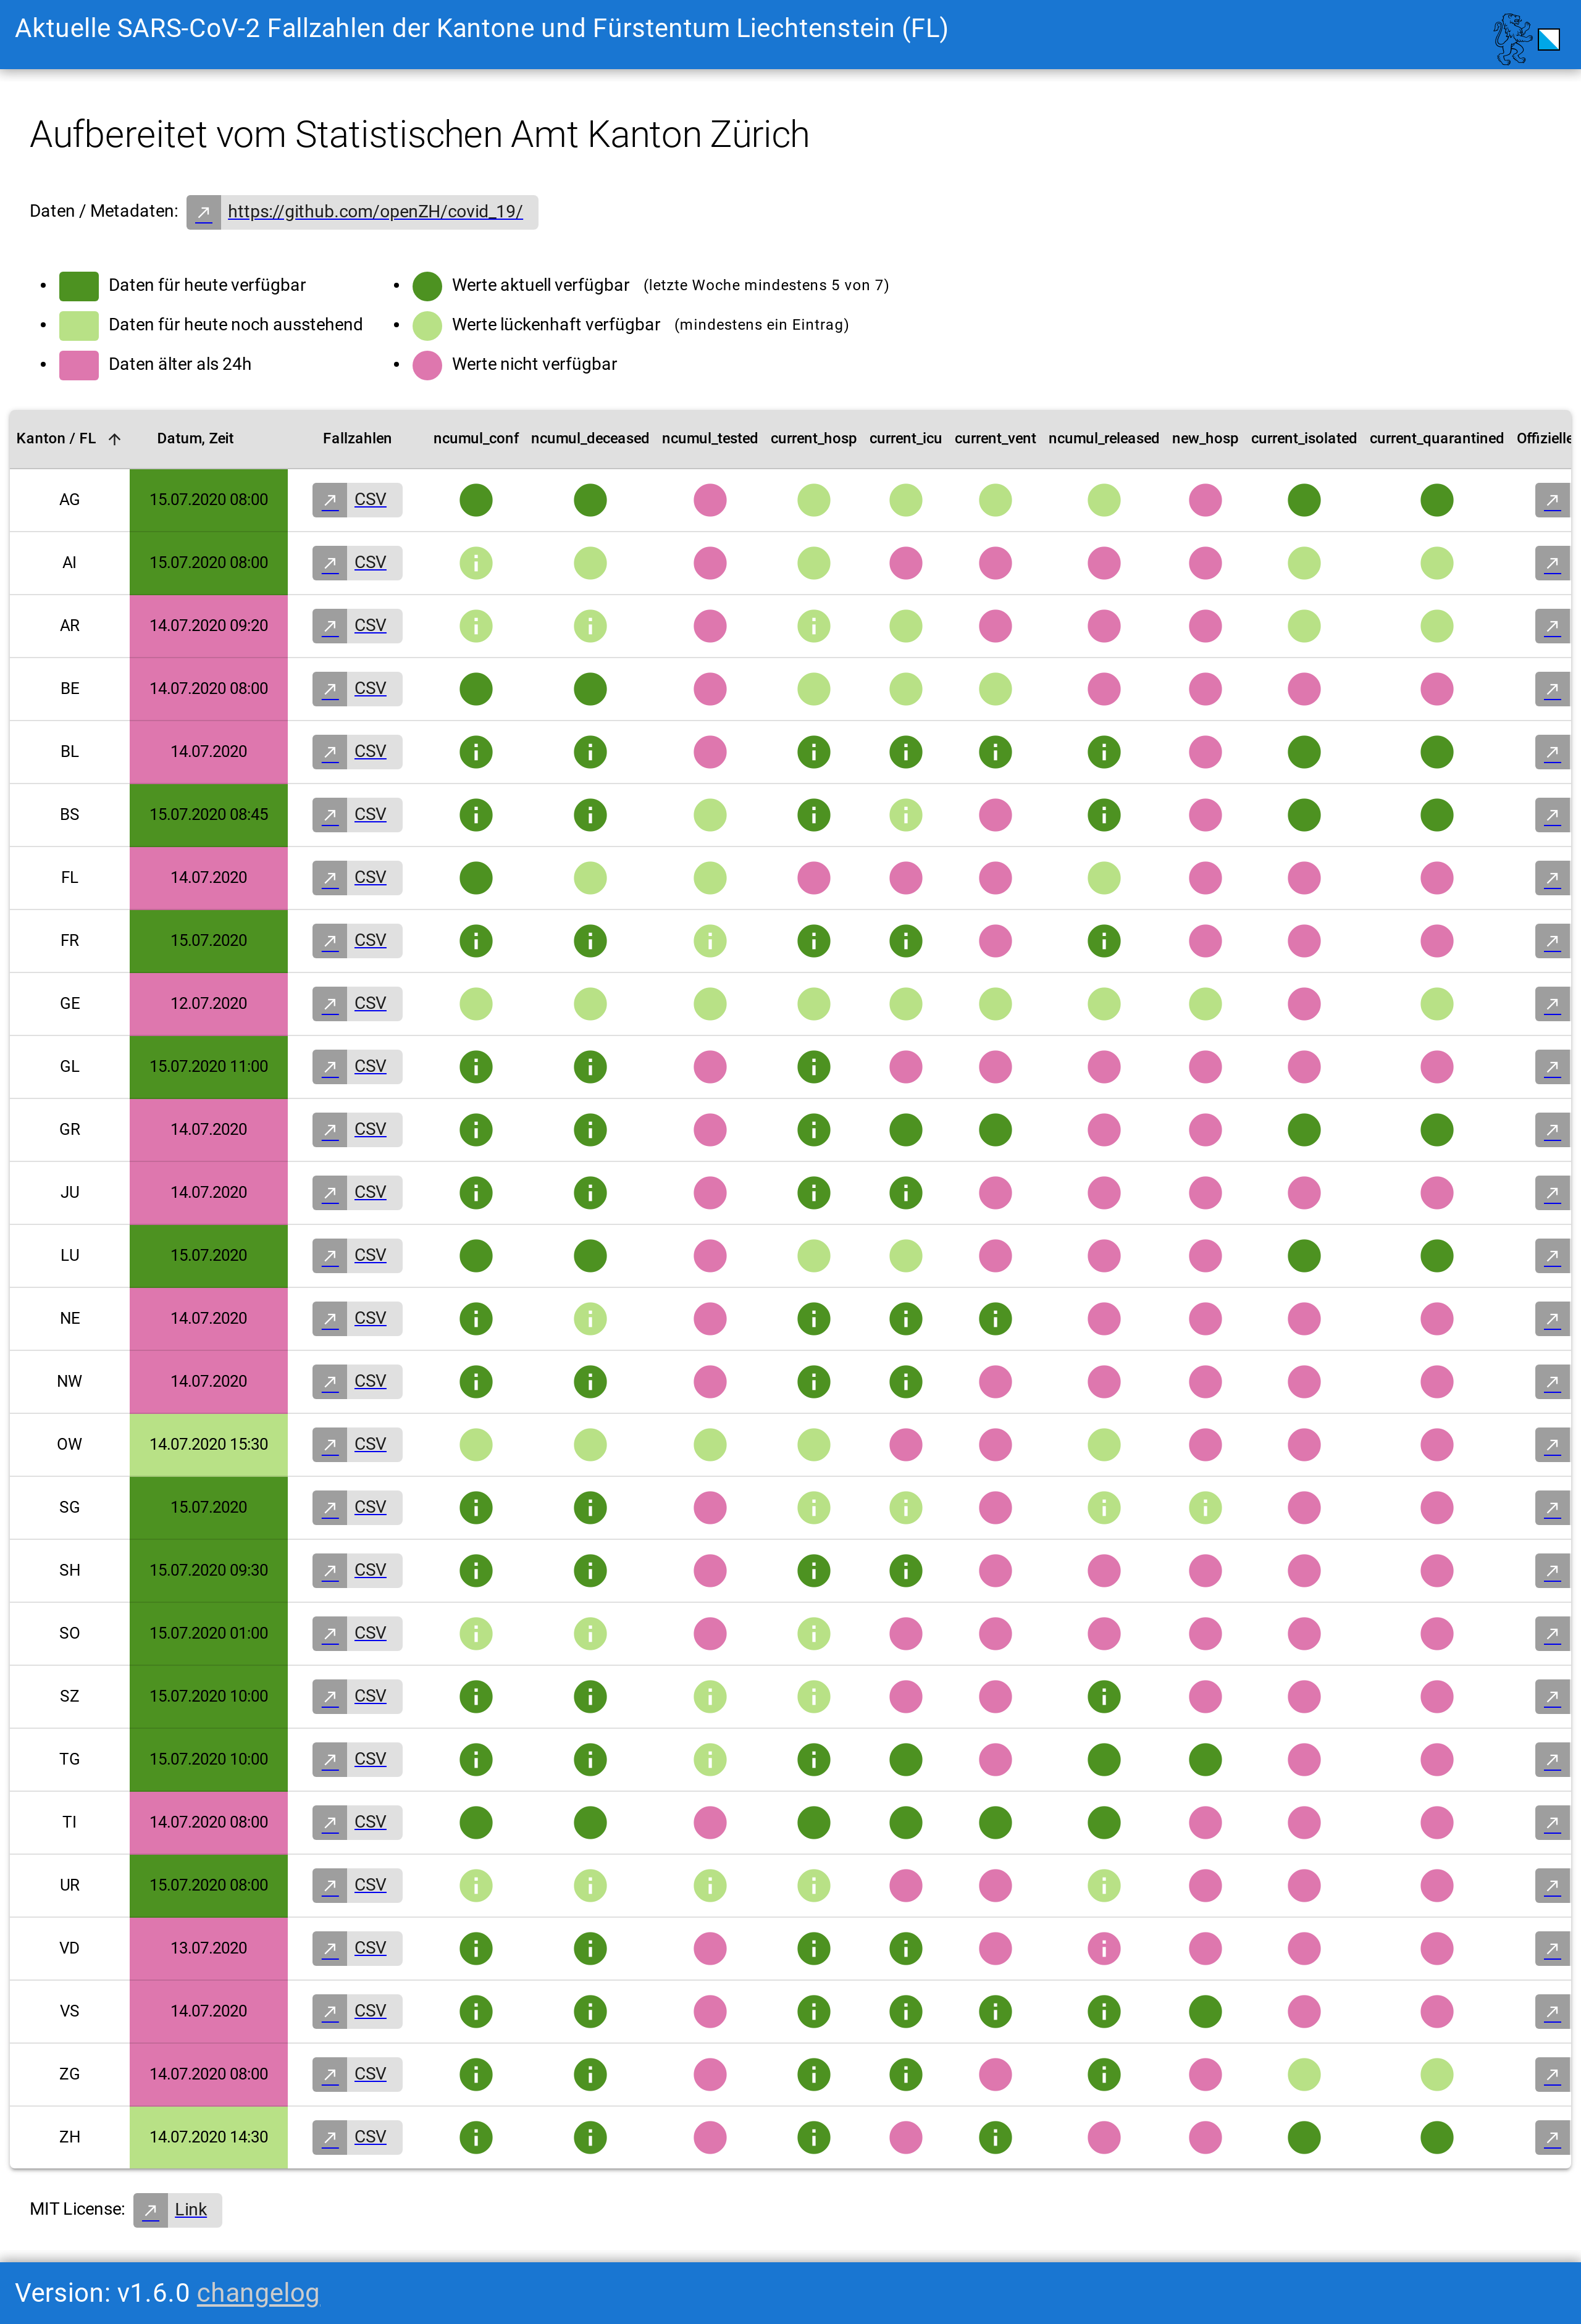 Aktuelle SARS-CoV-2 Fallzahlen der Kantone und Fürstentum Liechtenstein (FL)
Aufbereitet vom Statistischen Amt Kanton Zürich
Daten / Metadaten: https://github.com/openZH/covid_19/
Daten für heute verfügbar
Daten für heute noch ausstehend
Daten älter als 24h
Werte aktuell verfügbar (letzte Woche mindestens 5 von 7)
Werte lückenhaft verfügbar (mindestens ein Eintrag)
Werte nicht verfügbar
Kanton / FL Datum, Zeit Fallzahlen ncumul_conf ncumul_deceased ncumul_tested current_hosp current_icu current_vent ncumul_released new_hosp current_isolated current_quarantined Offizielle
AG 15.07.2020 08:00 CSV
AI 15.07.2020 08:00 CSV
AR 14.07.2020 09:20 CSV
BE 14.07.2020 08:00 CSV
BL 14.07.2020 CSV
BS 15.07.2020 08:45 CSV
FL 14.07.2020 CSV
FR 15.07.2020 CSV
GE 12.07.2020 CSV
GL 15.07.2020 11:00 CSV
GR 14.07.2020 CSV
JU 14.07.2020 CSV
LU 15.07.2020 CSV
NE 14.07.2020 CSV
NW 14.07.2020 CSV
OW 14.07.2020 15:30 CSV
SG 15.07.2020 CSV
SH 15.07.2020 09:30 CSV
SO 15.07.2020 01:00 CSV
SZ 15.07.2020 10:00 CSV
TG 15.07.2020 10:00 CSV
TI 14.07.2020 08:00 CSV
UR 15.07.2020 08:00 CSV
VD 13.07.2020 CSV
VS 14.07.2020 CSV
ZG 14.07.2020 08:00 CSV
ZH 14.07.2020 14:30 CSV
MIT License: Link
Version: v1.6.0 changelog